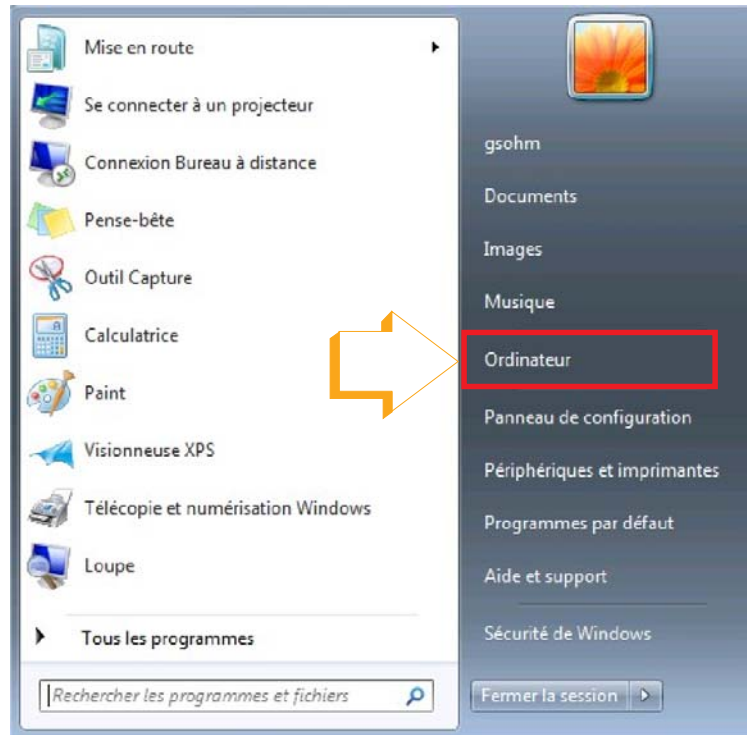 Mise en route
Se connecter à un projecteur
Connexion Bureau à distance
Pense-bête
Outil Capture
Calculatrice
Paint
Visionneuse XPS
Télécopie et numérisation Windows
Loupe
Tous les programmes
Rechercher les programmes et fichiers
gsohm
Documents
Images
Musique
Ordinateur
Panneau de configuration
Périphériques et imprimantes
Programmes par défaut
Aide et support
Sécurité de Windows
Fermer la session